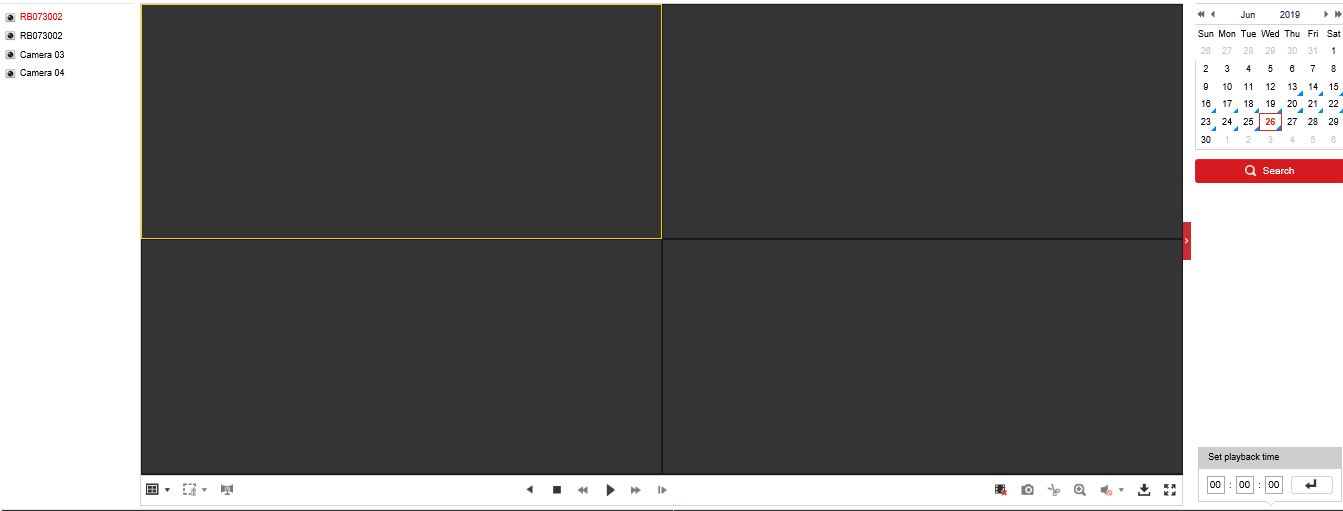 RB073002
RB073002
Camera 03
Camera 04
Jun 2019
Sun Mon Tue Wed Thu Fri Sat
26 27 28 29 30 31 1
2 3 4 5 6 7 8
9 10 11 12 13 14 15
16 17 18 19 20 21 22
23 24 25 26 27 28 29
30 1 2 3 4 5 6
Search
Set playback time
00 : 00 : 00